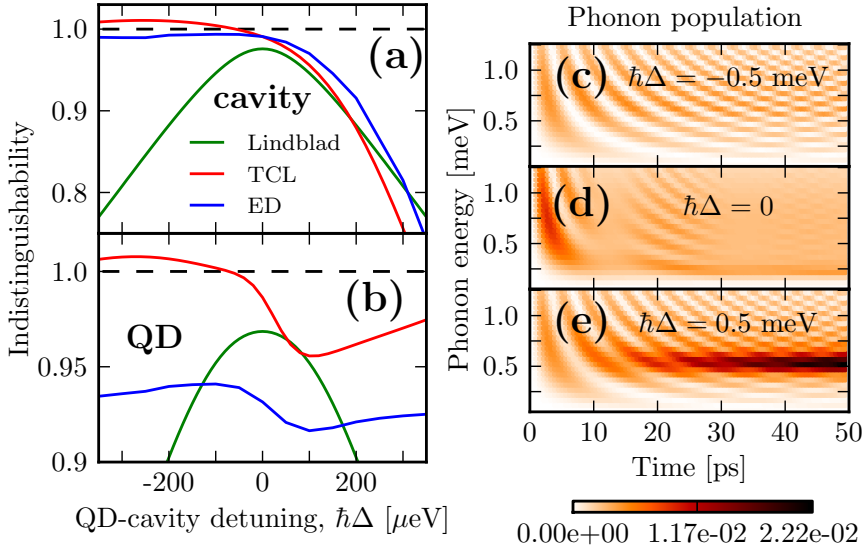 1.0
0.9
0.8
(a)
cavity
Lindblad
TCL
ED
1.0
0.95
0.9
(b)
QD
Indistinguishability
-200
0
200
QD-cavity detuning, ħΔ [μeV]
Phonon population
(c)
ħΔ = −0.5 meV
1.0
0.5
(d)
ħΔ = 0
1.0
0.5
(e)
ħΔ = 0.5 meV
1.0
0.5
Phonon energy [meV]
0
10
20
30
40
50
Time [ps]
0.00e+00
1.17e-02
2.22e-02